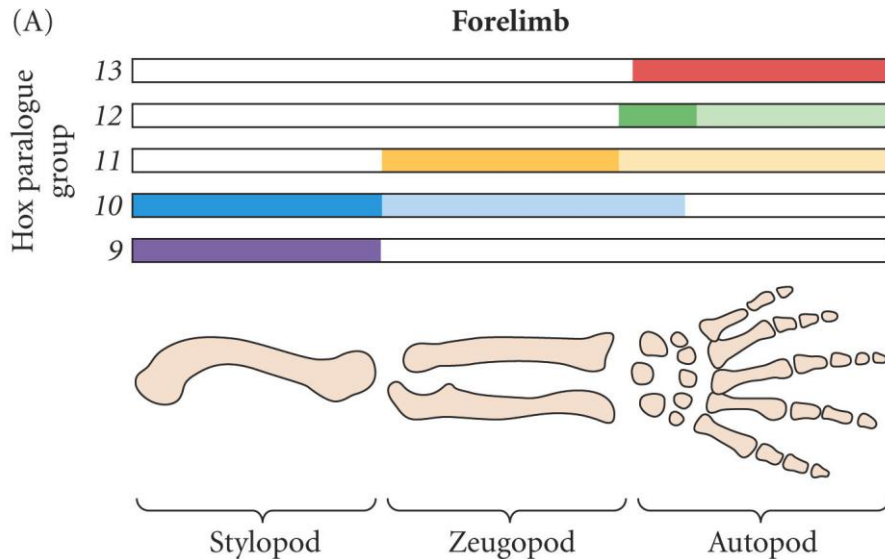 (A)
Forelimb
Hox paralogue
group
13
12
11
10
9
Stylopod Zeugopod Autopod